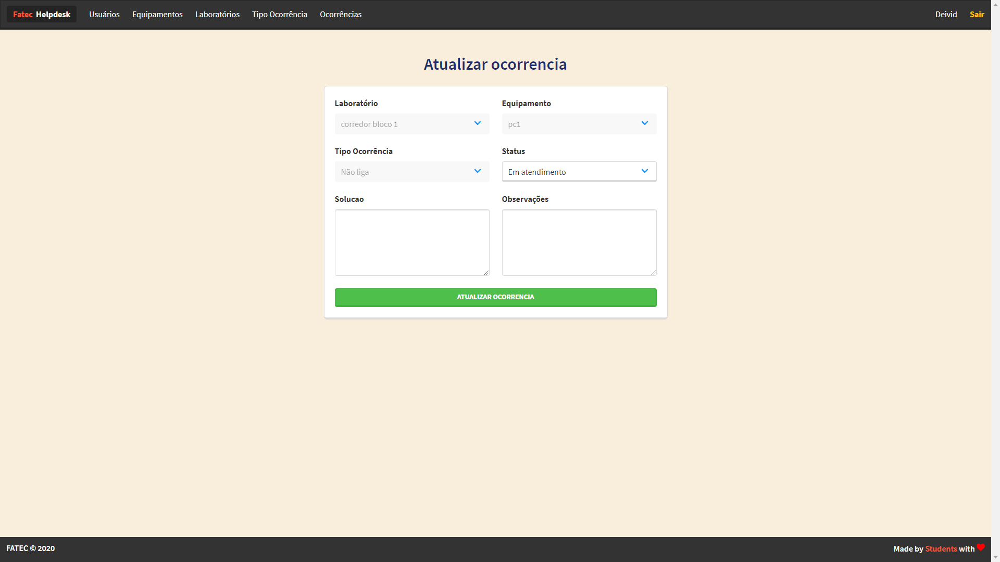 Fatec Helpdesk Usuários Equipamentos Laboratórios Tipo Ocorrência Ocorrências Deivid Sair
Atualizar ocorrencia
Laboratório Equipamento
corredor bloco 1 pc1
Tipo Ocorrência Status
Não liga Em atendimento
Solucao Observações
ATUALIZAR OCORRENCIA
FATEC © 2020 Made by Students with